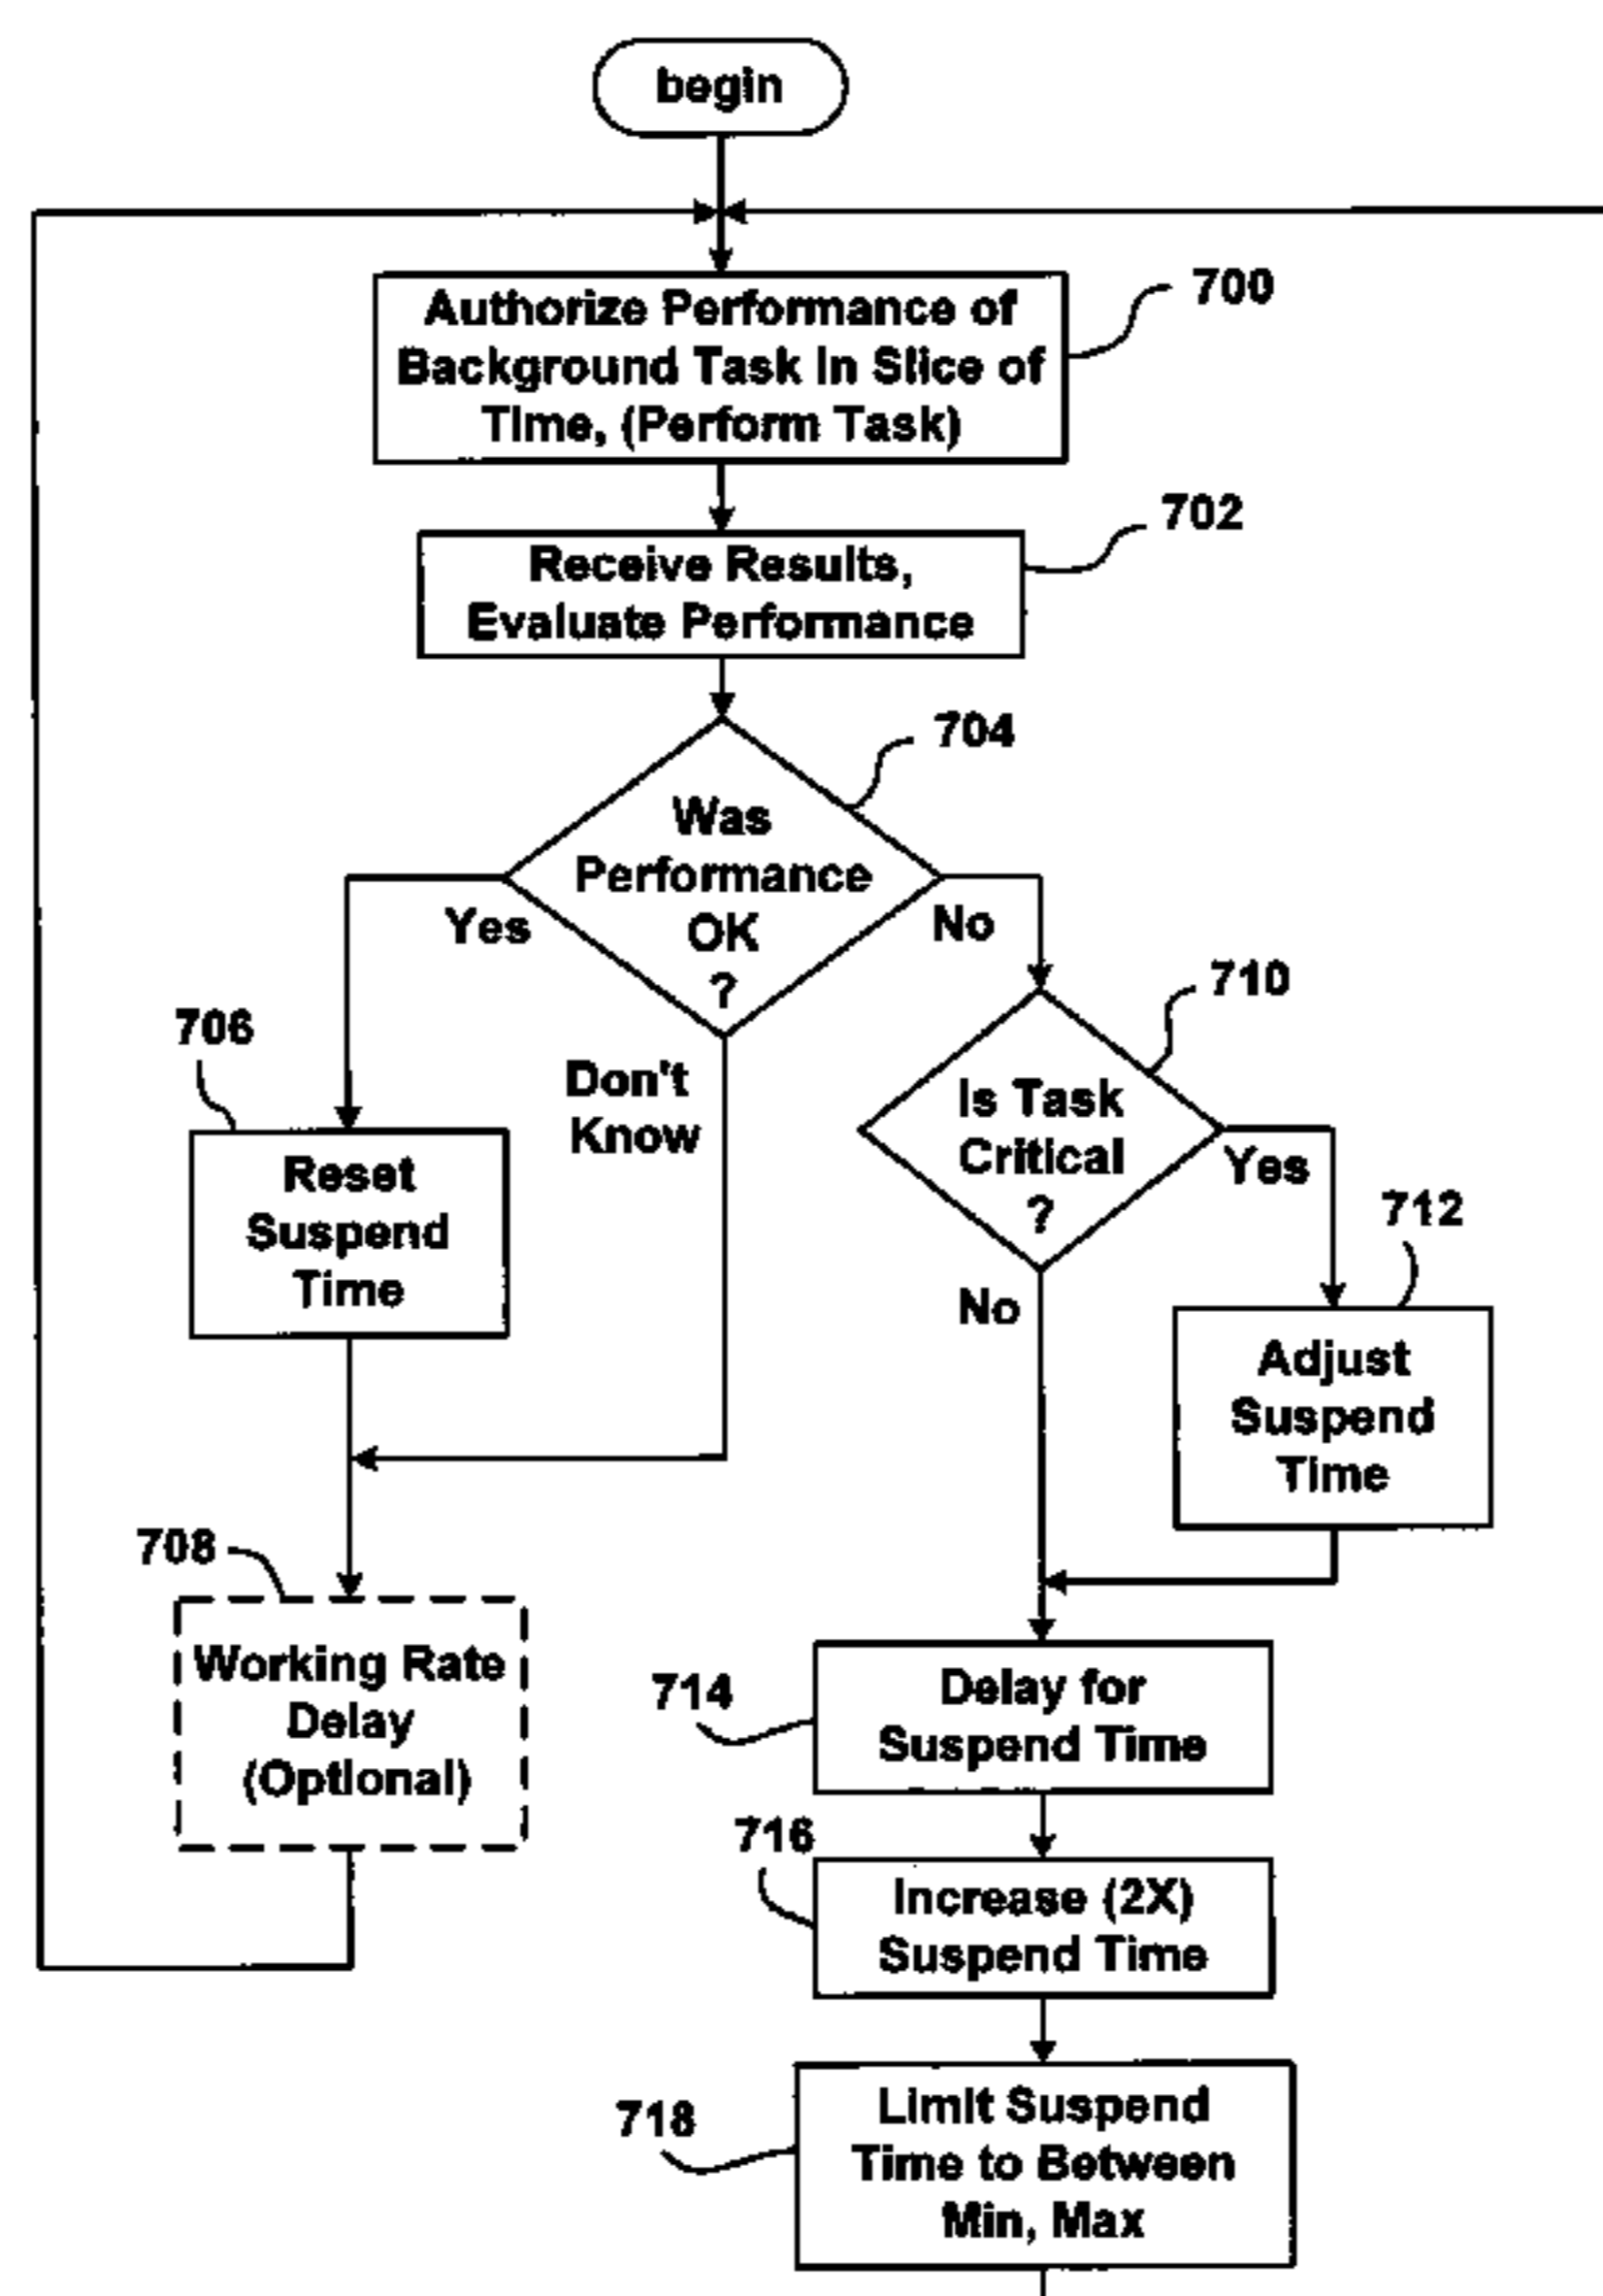 begin
700
Authorize Performance of
Background Task in Slice of
Time, (Perform Task)
702
Receive Results,
Evaluate Performance
704
Was
Performance
OK
?
Yes
No
Don't
Know
706
Reset
Suspend
Time
710
Is Task
Critical
?
Yes
No
712
Adjust
Suspend
Time
708
Working Rate
Delay
(Optional)
714
Delay for
Suspend Time
716
Increase (2X)
Suspend Time
718
Limit Suspend
Time to Between
Min, Max